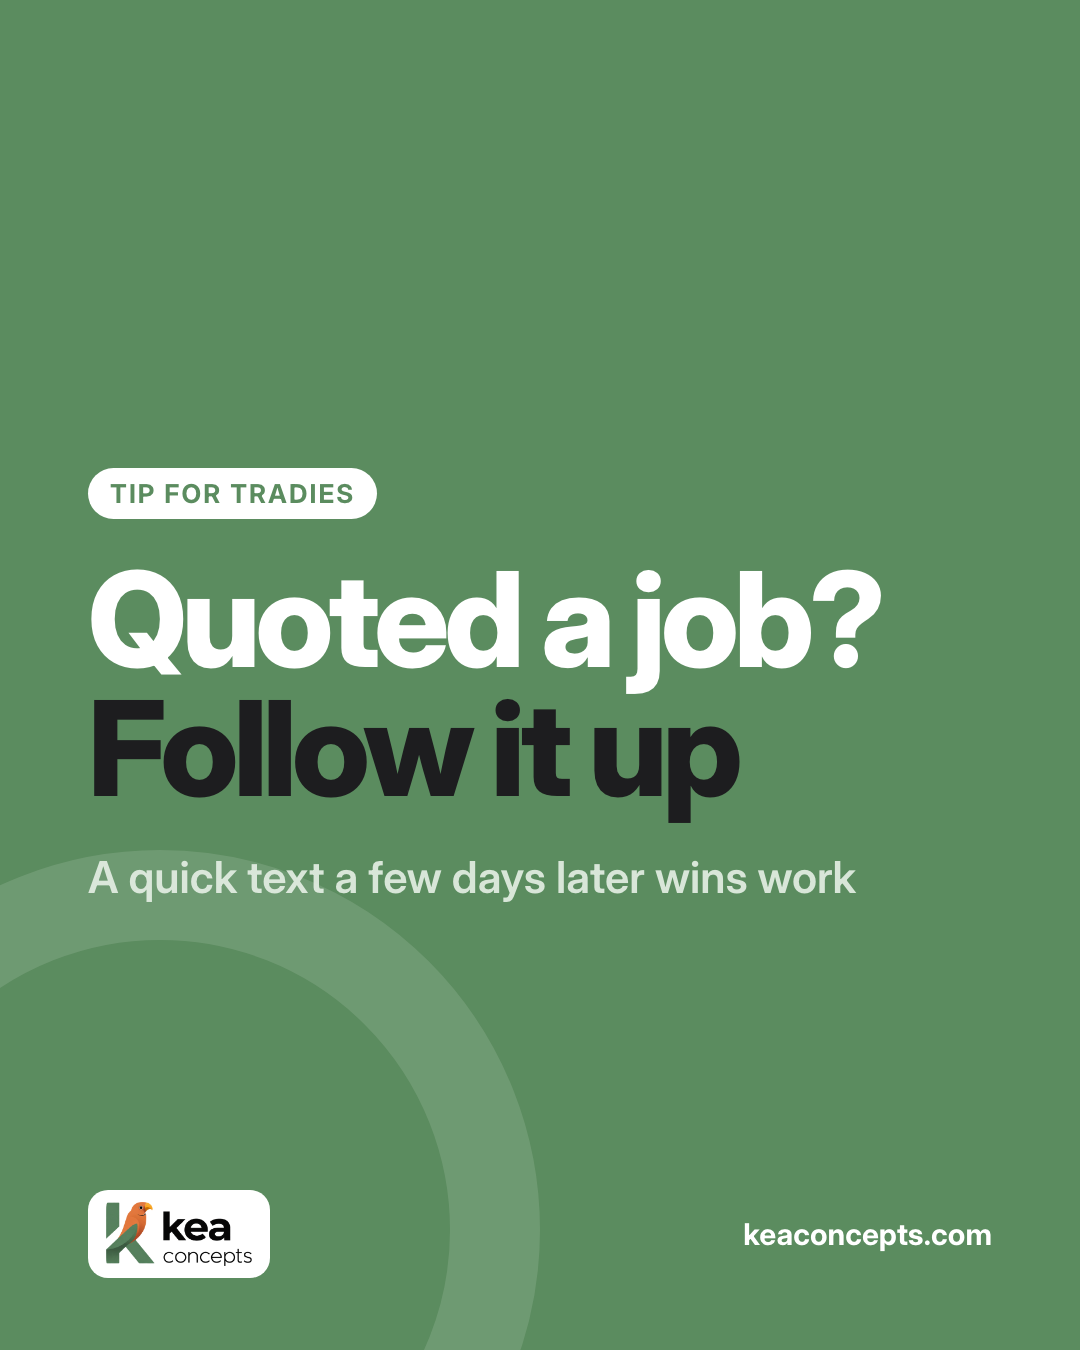 TIP FOR TRADIES
Quoted a job?
Follow it up
A quick text a few days later wins work
kea
concepts
keaconcepts.com